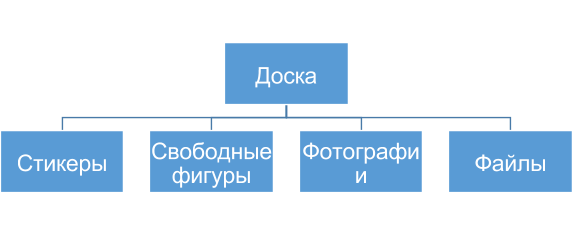 Доска
Стикеры
Свободные
фигуры
Фотографи
и
Файлы